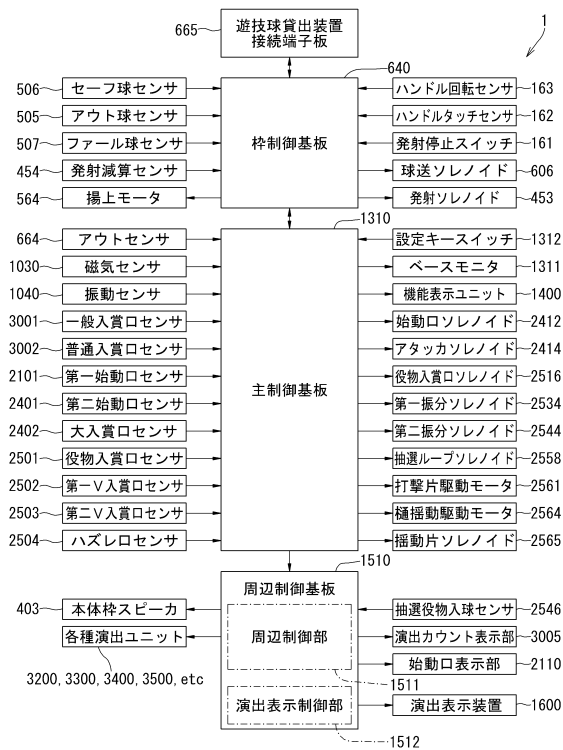 1
665
遊技球貸出装置
接続端子板
640
枠制御基板
506
セーフ球センサ
505
アウト球センサ
507
ファール球センサ
454
発射減算センサ
564
揚上モータ
ハンドル回転センサ
163
ハンドルタッチセンサ
162
発射停止スイッチ
161
球送ソレノイド
606
発射ソレノイド
453
1310
主制御基板
664
アウトセンサ
1030
磁気センサ
1040
振動センサ
3001
一般入賞口センサ
3002
普通入賞口センサ
2101
第一始動口センサ
2401
第二始動口センサ
2402
大入賞口センサ
2501
役物入賞口センサ
2502
第一V入賞口センサ
2503
第二V入賞口センサ
2504
ハズレ口センサ
設定キースイッチ
1312
ベースモニタ
1311
機能表示ユニット
1400
始動口ソレノイド
2412
アタッカソレノイド
2414
役物入賞口ソレノイド
2516
第一振分ソレノイド
2534
第二振分ソレノイド
2544
抽選ループソレノイド
2558
打撃片駆動モータ
2561
樋揺動駆動モータ
2564
揺動片ソレノイド
2565
1510
周辺制御基板
周辺制御部
1511
演出表示制御部
1512
403
本体枠スピーカ
各種演出ユニット
3200, 3300, 3400, 3500, etc
抽選役物入球センサ
2546
演出カウント表示部
3005
始動口表示部
2110
演出表示装置
1600